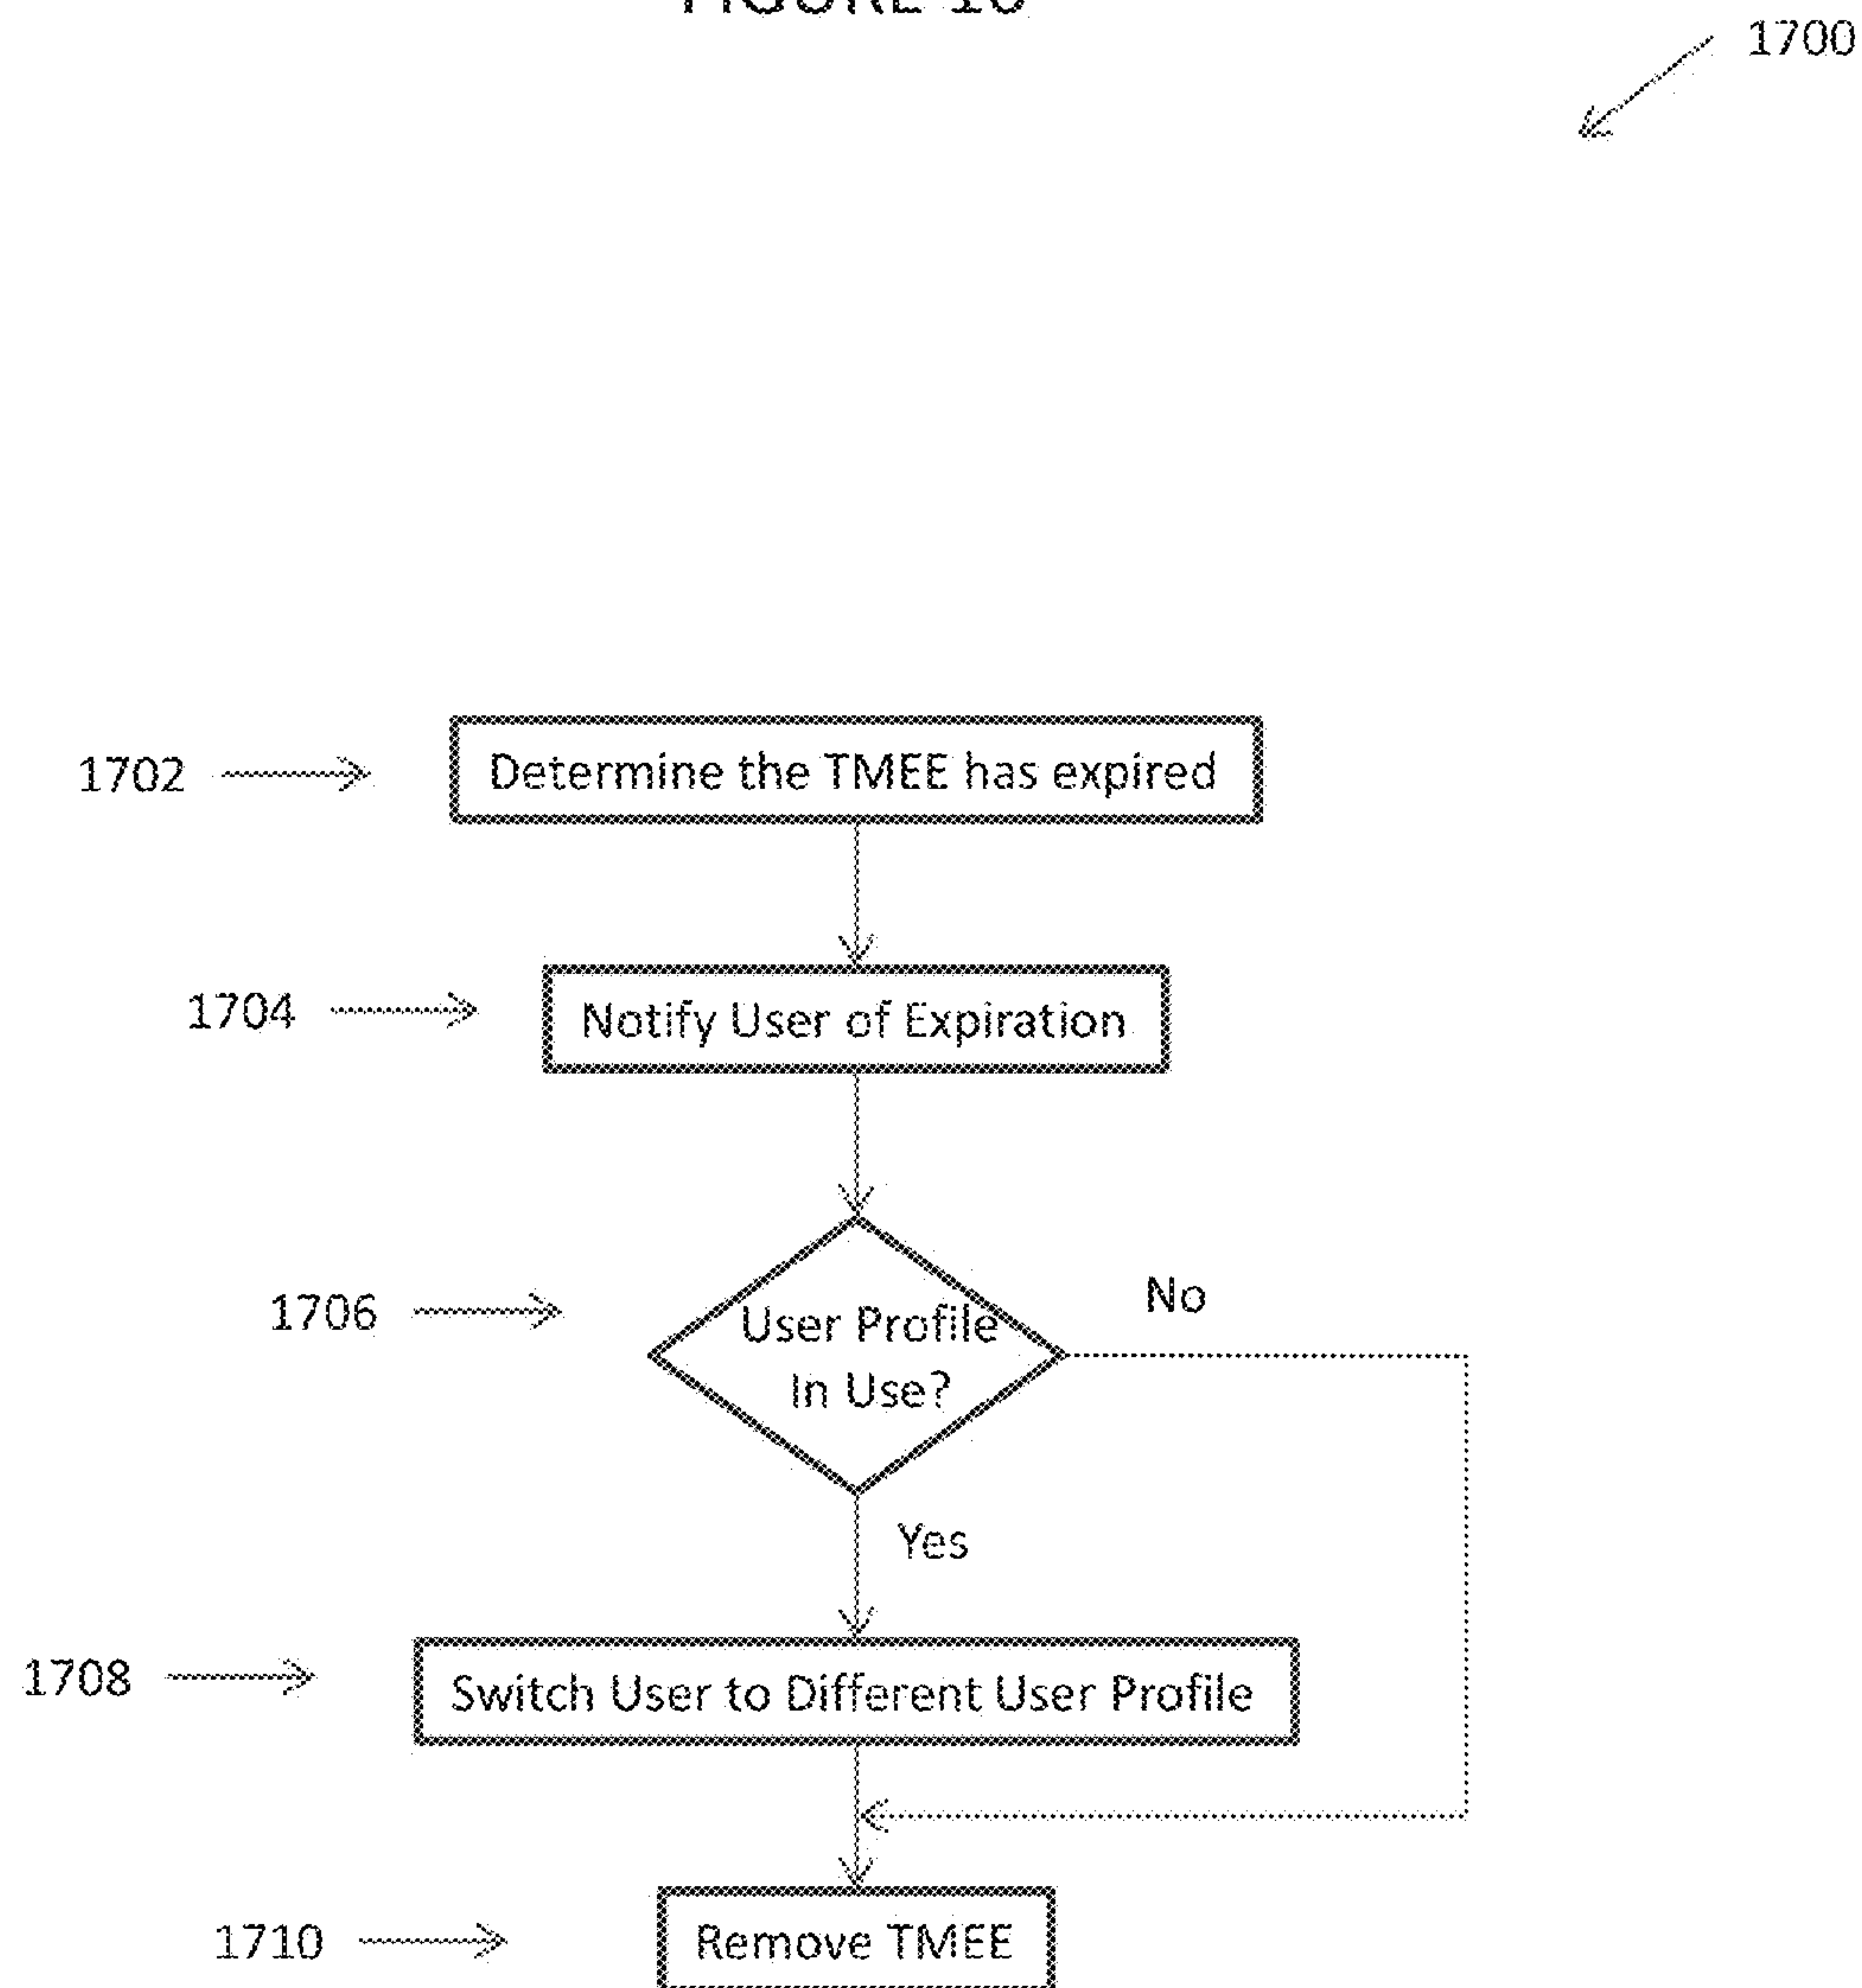 FIGURE
1700
1702
Determine the TMEE has expired
1704
Notify User of Expiration
1706
User Profile
In Use?
No
Yes
1708
Switch User to Different User Profile
1710
Remove TMEE